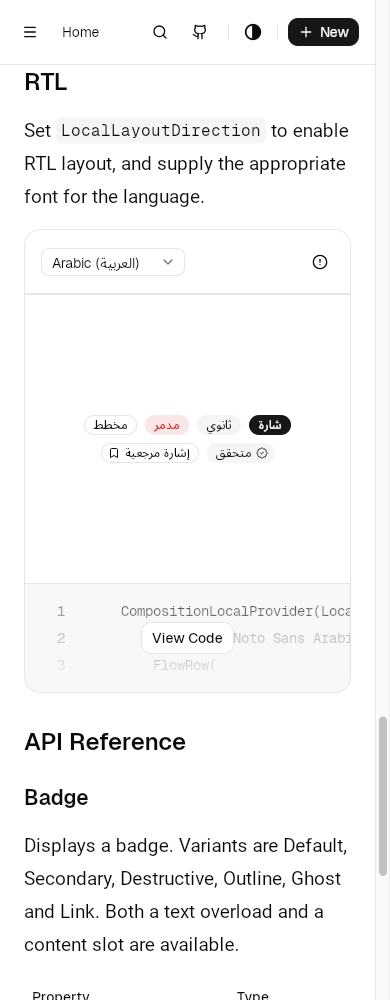 Home
New
RTL
Set LocalLayoutDirection to enable
RTL layout, and supply the appropriate
font for the language.
Arabic (العربية)
شارة ثانوي مدمر مخطط
متحقق إشارة مرجعية
1 CompositionLocalProvider(Loca
2 View Code Noto Sans Arabi
3 FlowRow(
API Reference
Badge
Displays a badge. Variants are Default,
Secondary, Destructive, Outline, Ghost
and Link. Both a text overload and a
content slot are available.
Property Type